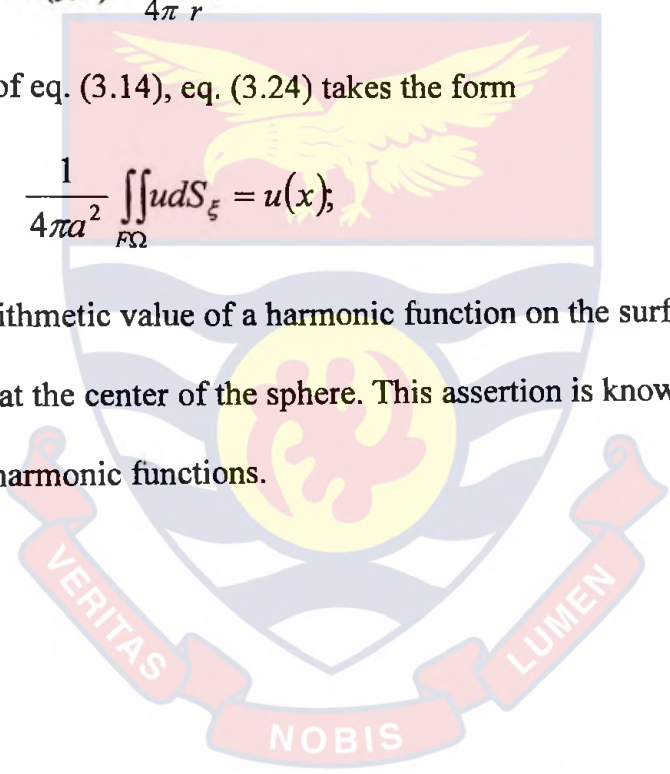 4π r
of eq. (3.14), eq. (3.24) takes the form
1/(4πa²) ∬_{FΩ} udS_ξ = u(x);
ithmetic value of a harmonic function on the surf
at the center of the sphere. This assertion is know
harmonic functions.
VERITAS
NOBIS
LUMEN